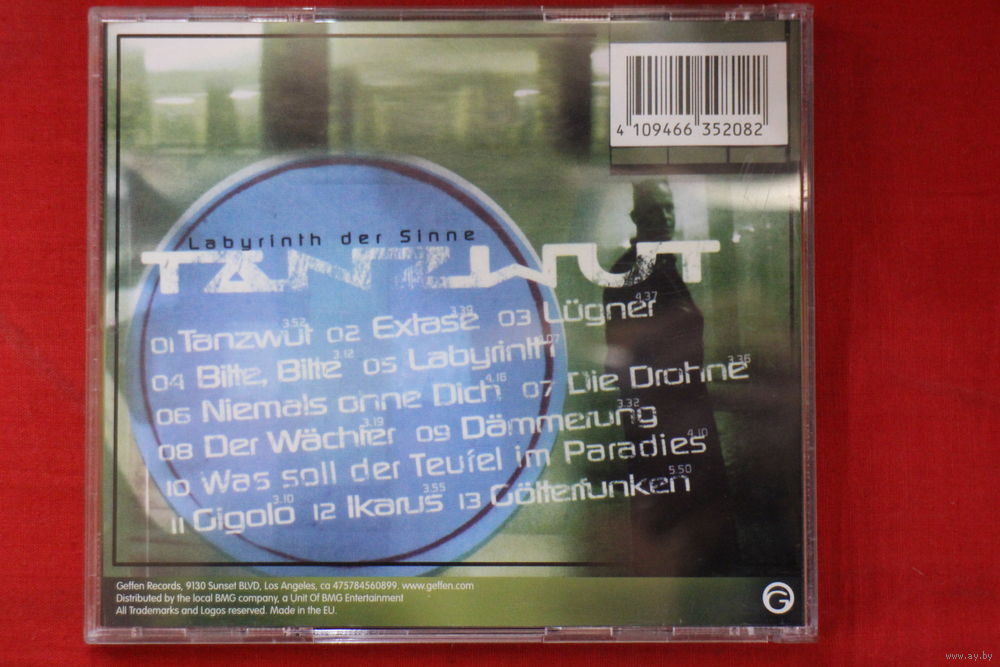 4 109466 352082
Labyrinth der Sinne
TANZWUT
01 Tanzwut 3.52 02 Extase 3.39 03 Lügner 4.37
04 Bitte, Bitte 3.12 05 Labyrinth 4.07
06 Niemals ohne Dich 4.16 07 Die Drohne 3.36
08 Der Wächter 3.19 09 Dämmerung 3.32
10 Was soll der Teufel im Paradies 4.10
11 Gigolo 3.10 12 Ikarus 3.55 13 Götterfunken 5.50
Geffen Records, 9130 Sunset BLVD, Los Angeles, ca 475784560899. www.geffen.com
Distributed by the local BMG company, a Unit Of BMG Entertainment
All Trademarks and Logos reserved. Made in the EU.
G
www.ay.by